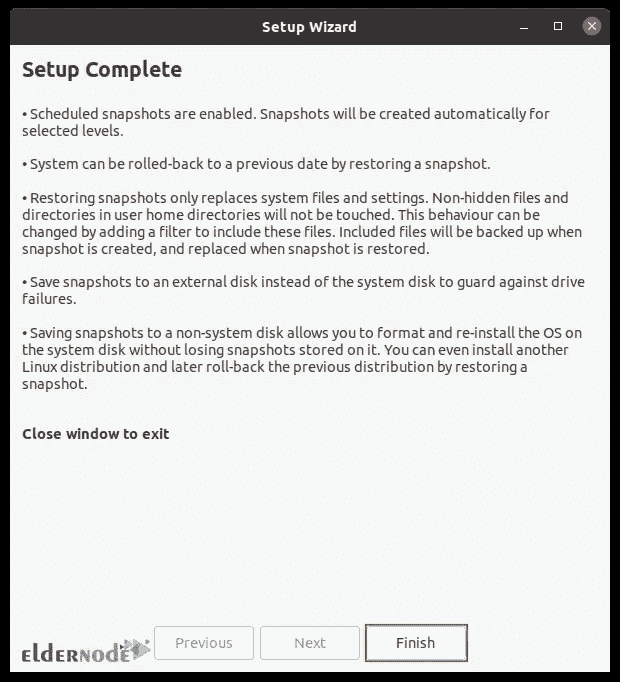 Setup Wizard
Setup Complete
• Scheduled snapshots are enabled. Snapshots will be created automatically for
selected levels.
• System can be rolled-back to a previous date by restoring a snapshot.
• Restoring snapshots only replaces system files and settings. Non-hidden files and
directories in user home directories will not be touched. This behaviour can be
changed by adding a filter to include these files. Included files will be backed up when
snapshot is created, and replaced when snapshot is restored.
• Save snapshots to an external disk instead of the system disk to guard against drive
failures.
• Saving snapshots to a non-system disk allows you to format and re-install the OS on
the system disk without losing snapshots stored on it. You can even install another
Linux distribution and later roll-back the previous distribution by restoring a
snapshot.
Close window to exit
elderNode
Previous
Next
Finish